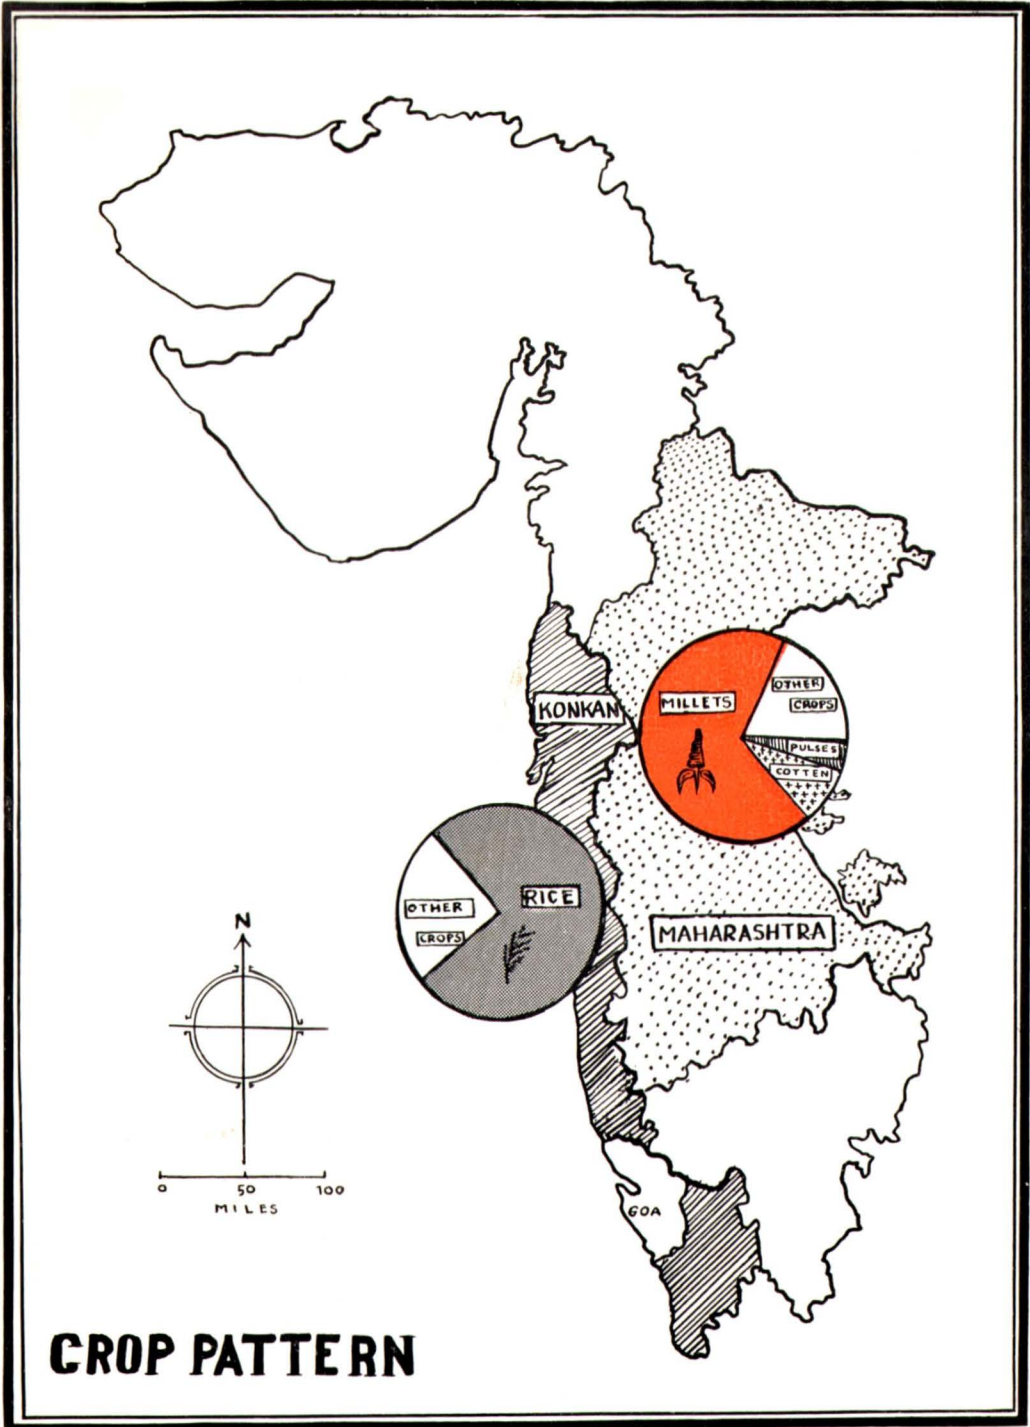 KONKAN
MILLETS
OTHER
CROPS
PULSES
COTTEN
RICE
OTHER
CROPS
MAHARASHTRA
N
0 50 100
MILES
GOA
CROP PATTERN